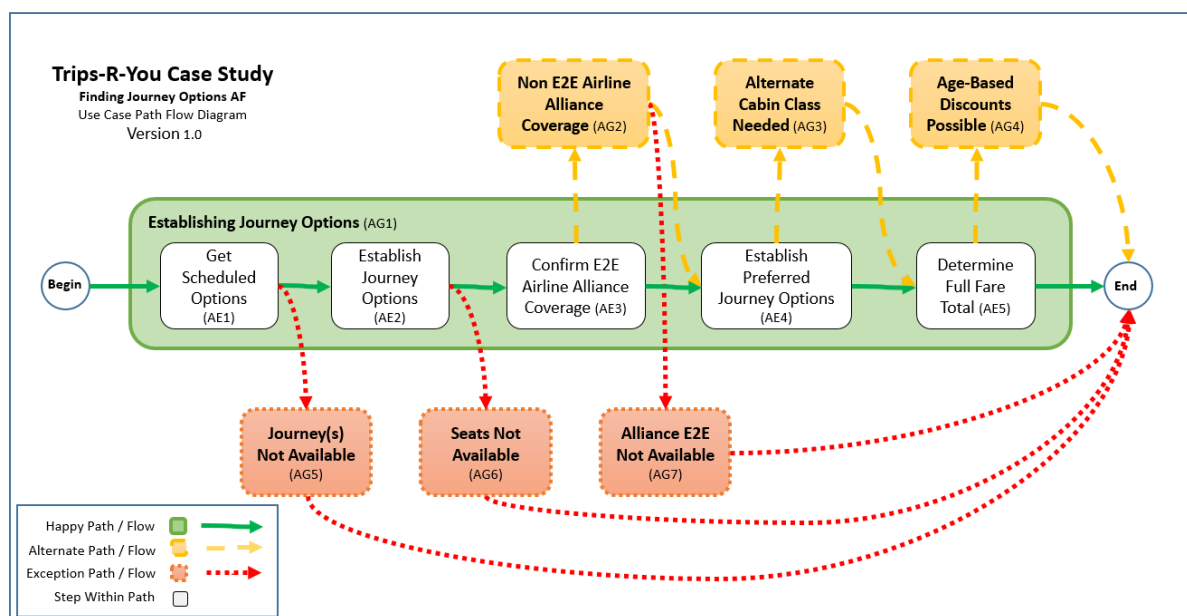 Trips-R-You Case Study
Finding Journey Options AF
Use Case Path Flow Diagram
Version 1.0
Non E2E Airline
Alliance
Coverage (AG2)
Alternate
Cabin Class
Needed (AG3)
Age-Based
Discounts
Possible (AG4)
Establishing Journey Options (AG1)
Begin
Get
Scheduled
Options
(AE1)
Establish
Journey
Options
(AE2)
Confirm E2E
Airline Alliance
Coverage (AE3)
Establish
Preferred
Journey Options
(AE4)
Determine
Full Fare
Total (AE5)
End
Journey(s)
Not Available
(AG5)
Seats Not
Available
(AG6)
Alliance E2E
Not Available
(AG7)
Happy Path / Flow
Alternate Path / Flow
Exception Path / Flow
Step Within Path